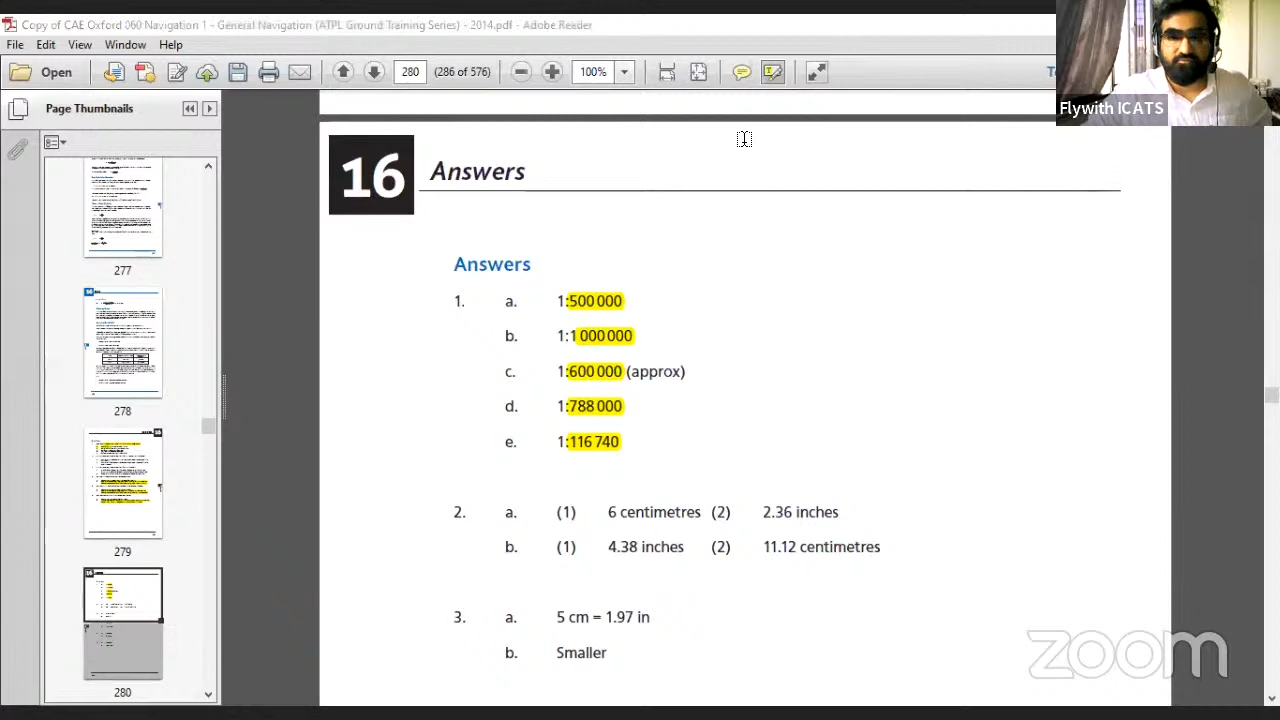 Copy of CAE Oxford 060 Navigation 1 - General Navigation (ATPL Ground Training Series) - 2014.pdf - Adobe Reader
File Edit View Window Help
Open 280 (286 of 576) 100%
Page Thumbnails
Flywith ICATS
277
278
279
280
16 Answers
Answers
1. a. 1:500 000
b. 1:1 000 000
c. 1:600 000 (approx)
d. 1:788 000
e. 1:116 740
2. a. (1) 6 centimetres (2) 2.36 inches
b. (1) 4.38 inches (2) 11.12 centimetres
3. a. 5 cm = 1.97 in
b. Smaller
zoom